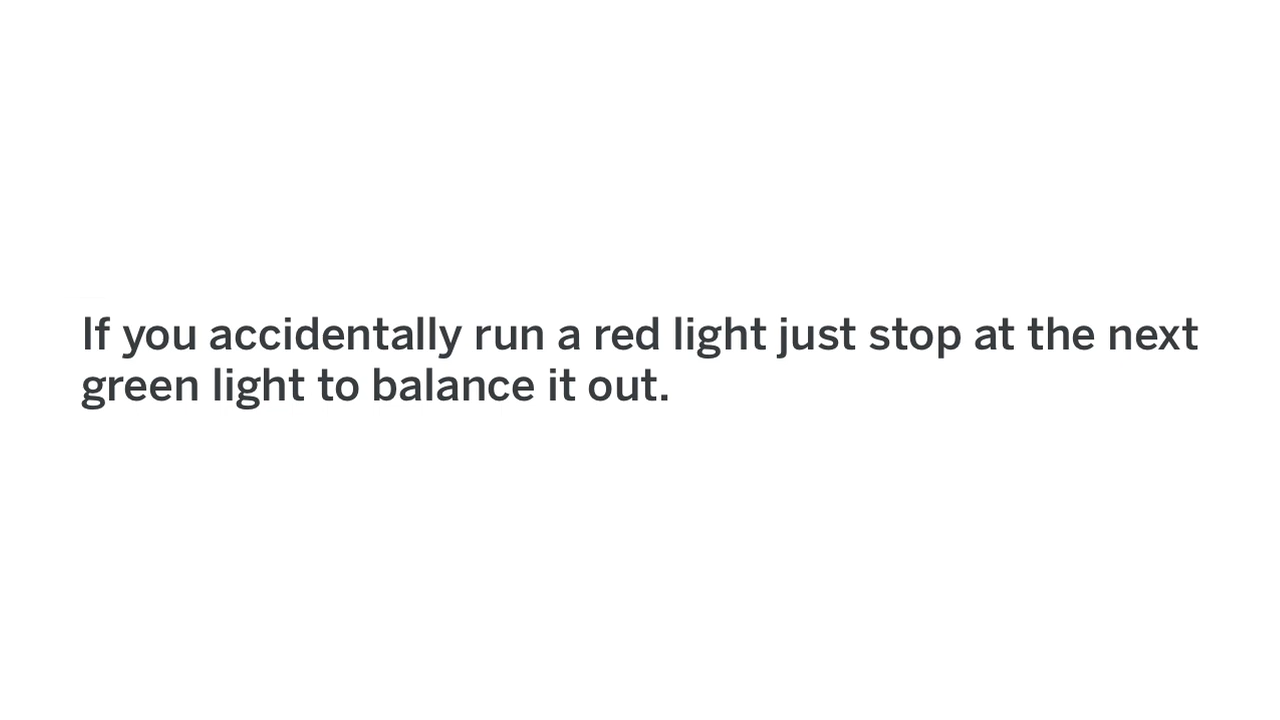 If you accidentally run a red light just stop at the next
green light to balance it out.